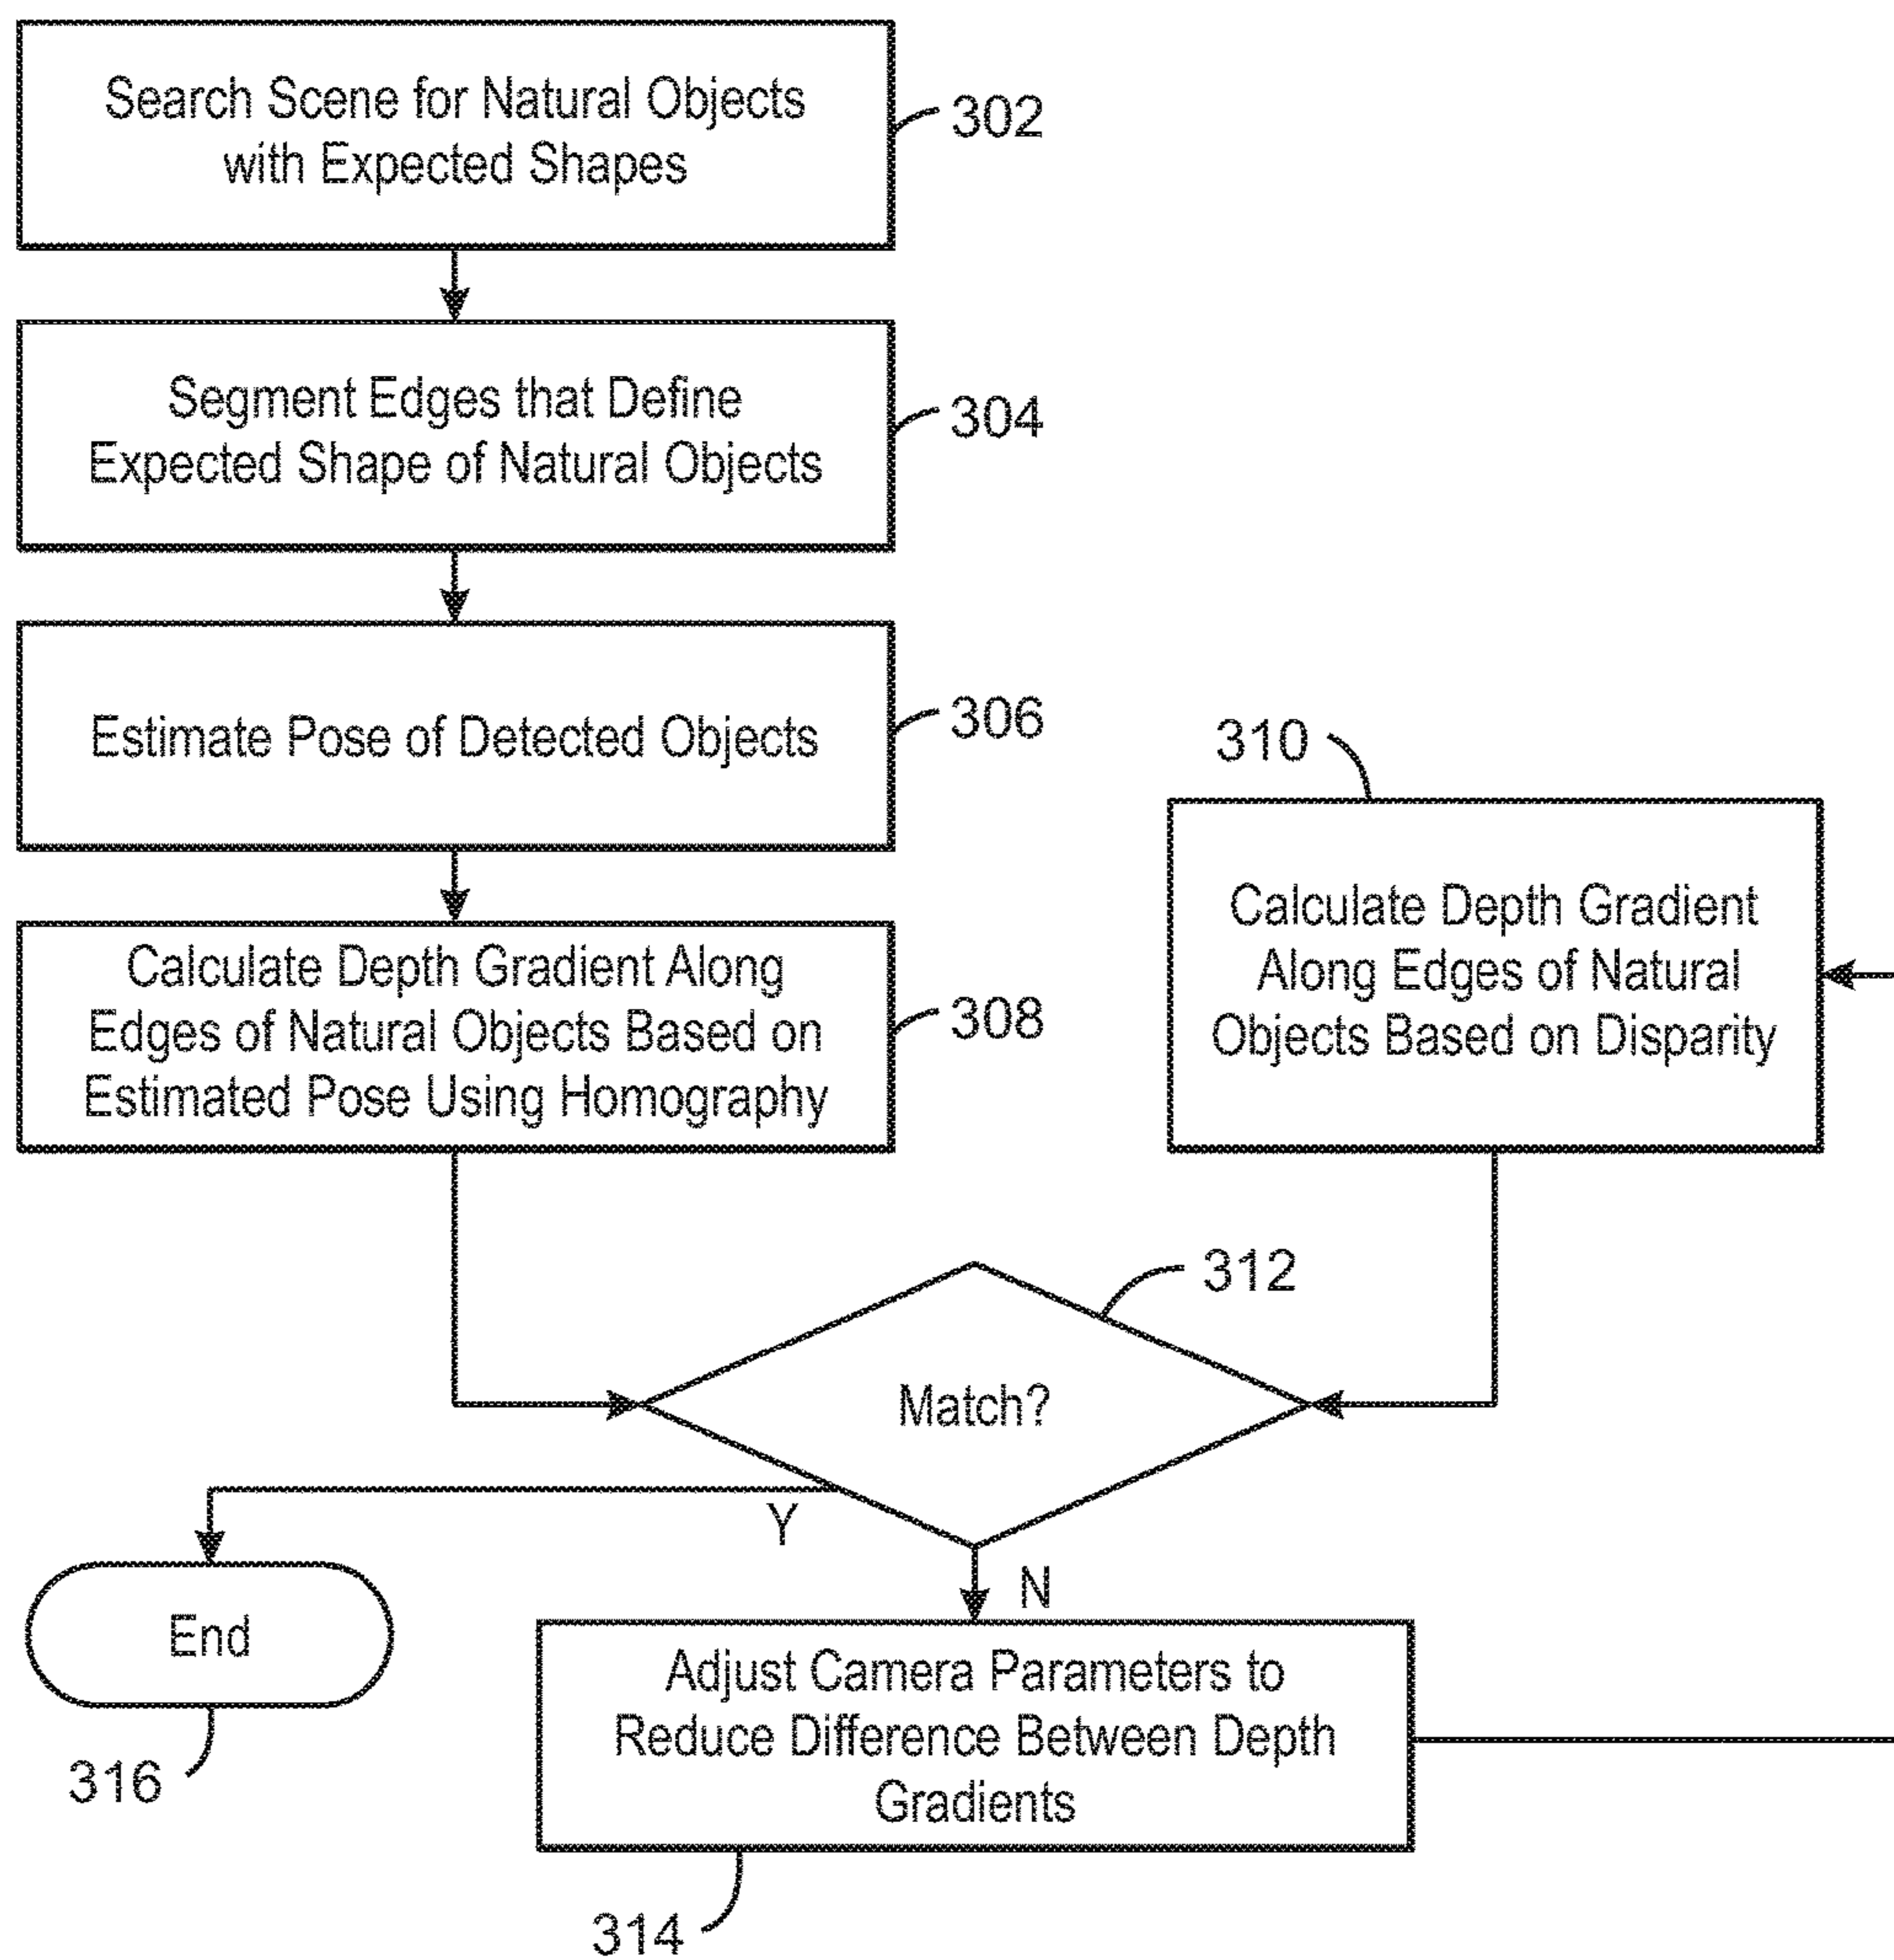 Search Scene for Natural Objects
with Expected Shapes
302
Segment Edges that Define
Expected Shape of Natural Objects
304
Estimate Pose of Detected Objects
306
Calculate Depth Gradient Along
Edges of Natural Objects Based on
Estimated Pose Using Homography
308
310
Calculate Depth Gradient
Along Edges of Natural
Objects Based on Disparity
312
Match?
Y
N
End
316
Adjust Camera Parameters to
Reduce Difference Between Depth
Gradients
314